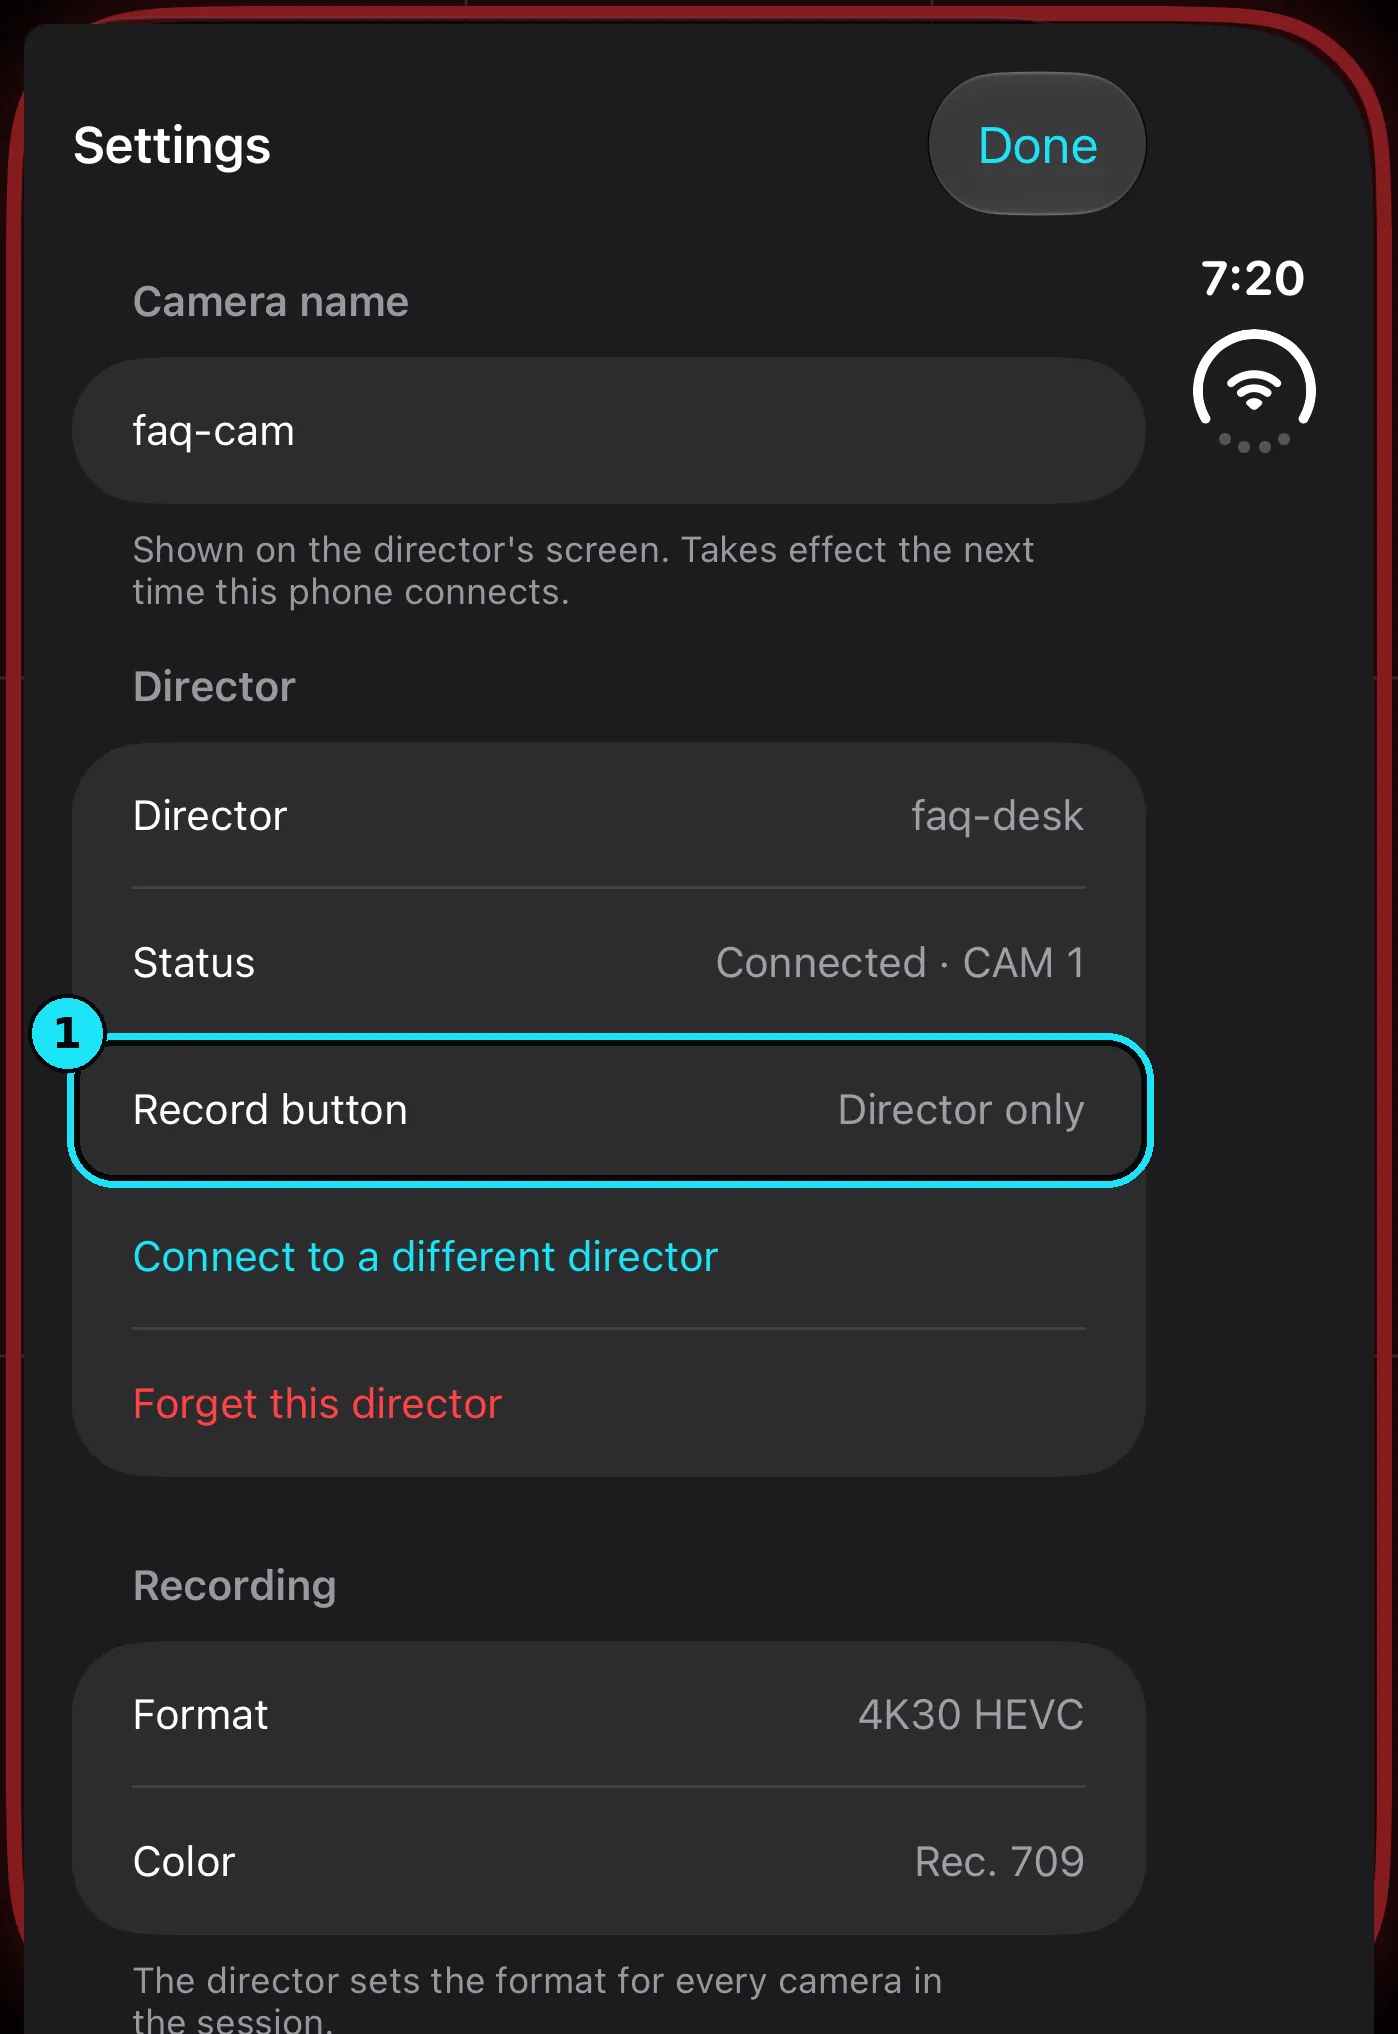 Settings
Done
7:20
Camera name
faq-cam
Shown on the director's screen. Takes effect the next
time this phone connects.
Director
Director faq-desk
Status Connected · CAM 1
1
Record button Director only
Connect to a different director
Forget this director
Recording
Format 4K30 HEVC
Color Rec. 709
The director sets the format for every camera in
the session.